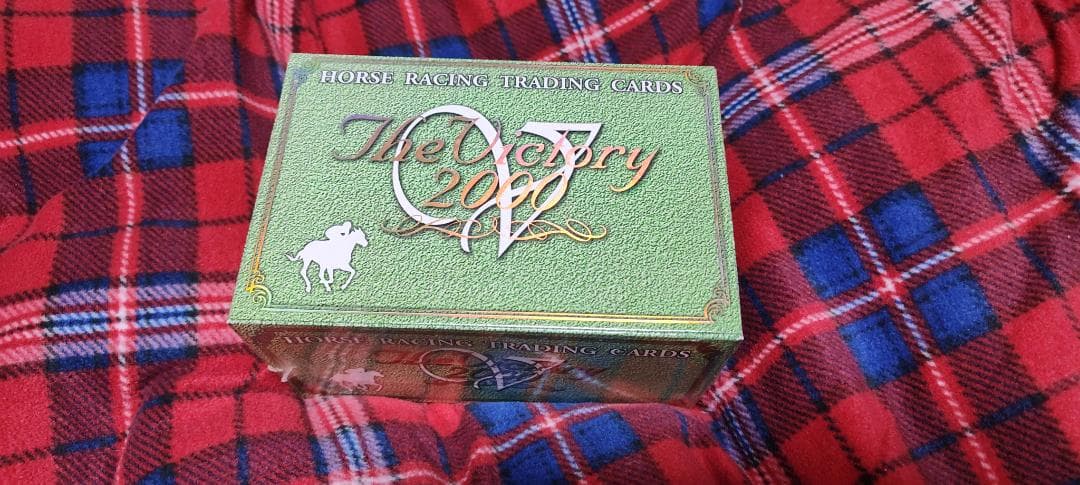 HORSE RACING TRADING CARDS
The Victory
2000
V
HORSE RACING TRADING CARDS